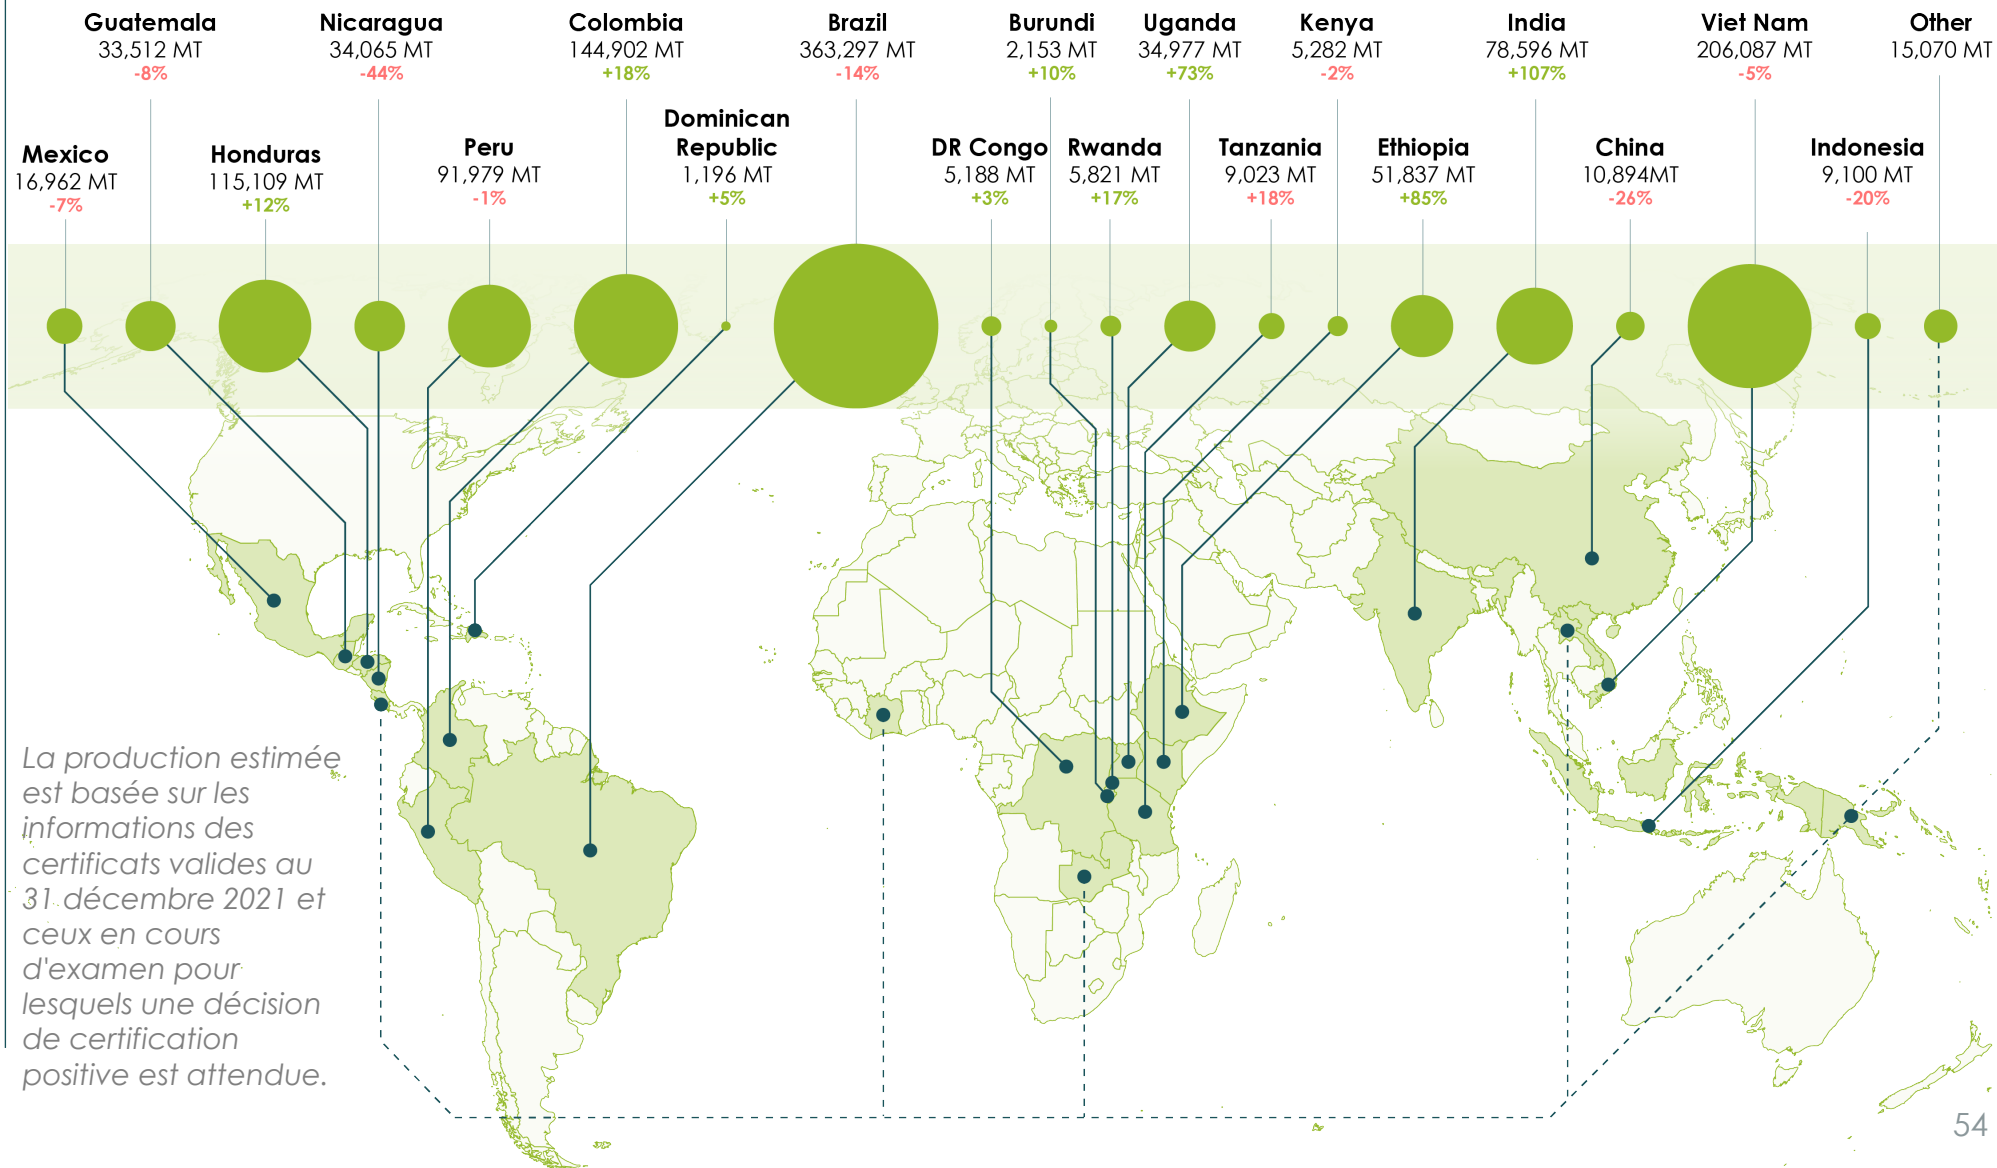 Guatemala
33,512 MT
-8%
Nicaragua
34,065 MT
-44%
Colombia
144,902 MT
+18%
Brazil
363,297 MT
-14%
Burundi
2,153 MT
+10%
Uganda
34,977 MT
+73%
Kenya
5,282 MT
-2%
India
78,596 MT
+107%
Viet Nam
206,087 MT
-5%
Other
15,070 MT
Mexico
16,962 MT
-7%
Honduras
115,109 MT
+12%
Peru
91,979 MT
-1%
Dominican
Republic
1,196 MT
+5%
DR Congo
5,188 MT
+3%
Rwanda
5,821 MT
+17%
Tanzania
9,023 MT
+18%
Ethiopia
51,837 MT
+85%
China
10,894MT
-26%
Indonesia
9,100 MT
-20%
La production estimée
est basée sur les
informations des
certificats valides au
31 décembre 2021 et
ceux en cours
d'examen pour
lesquels une décision
de certification
positive est attendue.
54